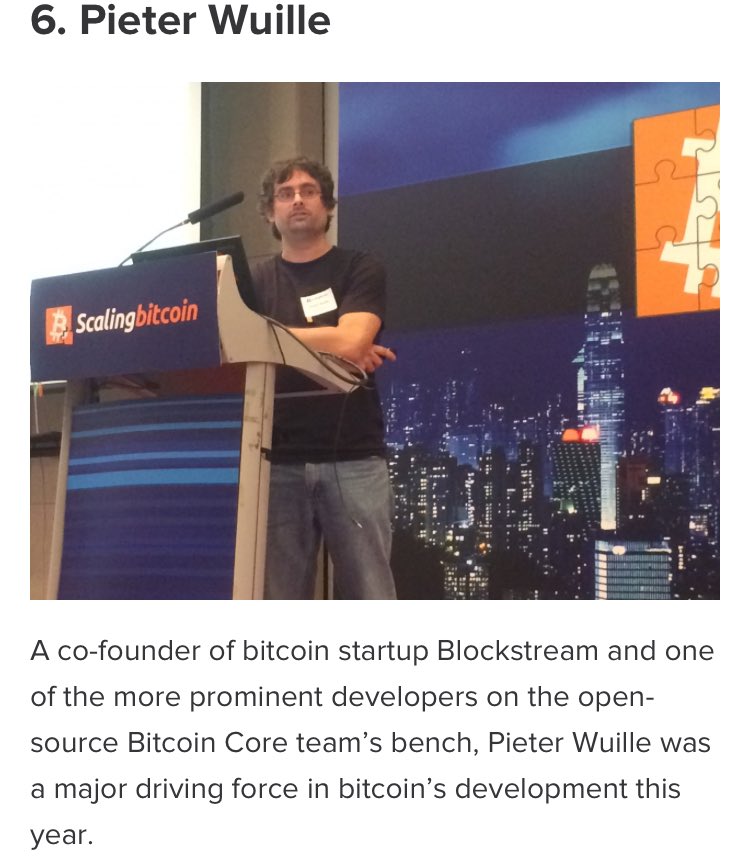 6. Pieter Wuille
Scalingbitcoin
A co-founder of bitcoin startup Blockstream and one
of the more prominent developers on the open-
source Bitcoin Core team’s bench, Pieter Wuille was
a major driving force in bitcoin’s development this
year.